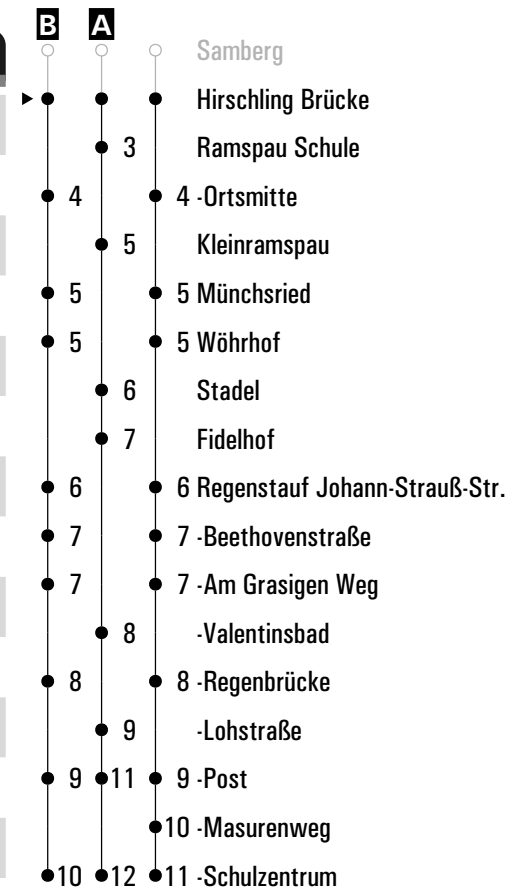 B A
Samberg
Hirschling Brücke
3 Ramspau Schule
4 4 -Ortsmitte
5 Kleinramspau
5 5 Münchsried
5 5 Wöhrhof
6 Stadel
7 Fidelhof
6 6 Regenstauf Johann-Strauß-Str.
7 7 -Beethovenstraße
7 7 -Am Grasigen Weg
8 -Valentinsbad
8 8 -Regenbrücke
9 -Lohstraße
9 11 9 -Post
10 -Masurenweg
10 12 11 -Schulzentrum